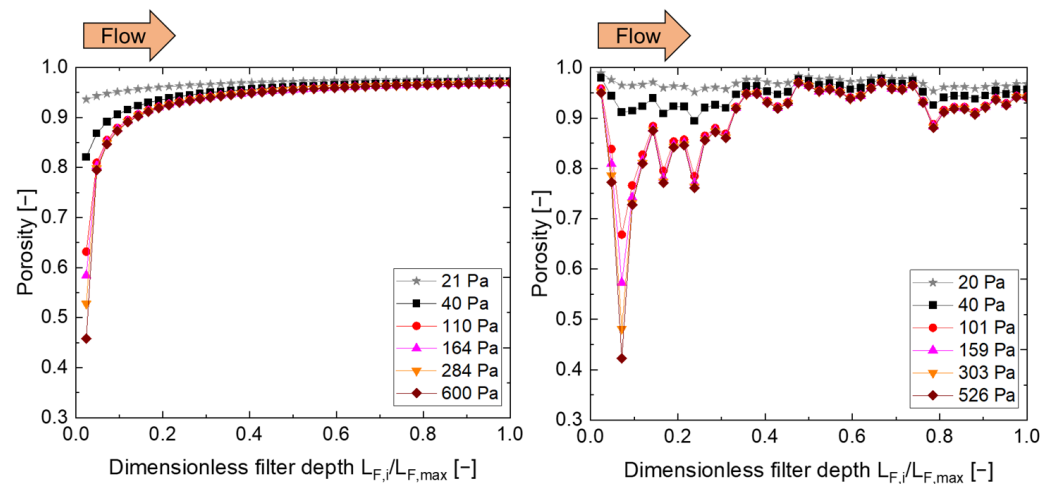 Flow
1.0
0.9
0.8
0.7
0.6
0.5
0.4
0.3
Porosity [−]
21 Pa
40 Pa
110 Pa
164 Pa
284 Pa
600 Pa
0.0 0.2 0.4 0.6 0.8 1.0
Dimensionless filter depth L_F,i/L_F,max [−]
Flow
1.0
0.9
0.8
0.7
0.6
0.5
0.4
0.3
Porosity [−]
20 Pa
40 Pa
101 Pa
159 Pa
303 Pa
526 Pa
0.0 0.2 0.4 0.6 0.8 1.0
Dimensionless filter depth L_F,i/L_F,max [−]